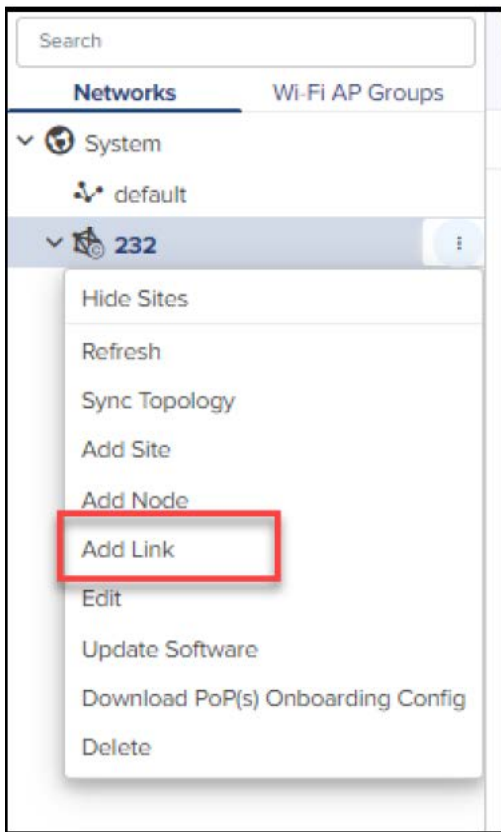 Search
Networks Wi-Fi AP Groups
System
default
232
Hide Sites
Refresh
Sync Topology
Add Site
Add Node
Add Link
Edit
Update Software
Download PoP(s) Onboarding Config
Delete